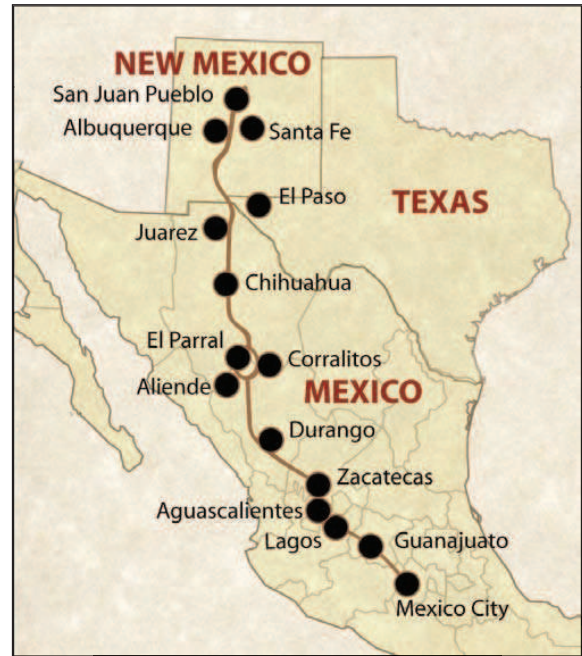 NEW MEXICO
San Juan Pueblo
Albuquerque
Santa Fe
El Paso
TEXAS
Juarez
Chihuahua
El Parral
Corralitos
Aliende
MEXICO
Durango
Zacatecas
Aguascalientes
Lagos
Guanajuato
Mexico City